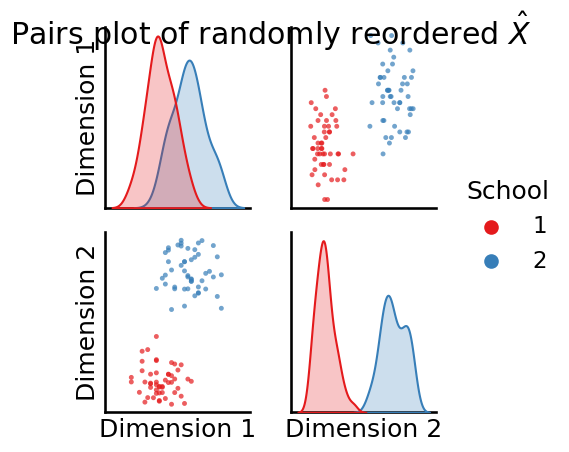 Pairs plot of randomly reordered X̂
Dimension 1
School
1
2
Dimension 2
Dimension 1
Dimension 2